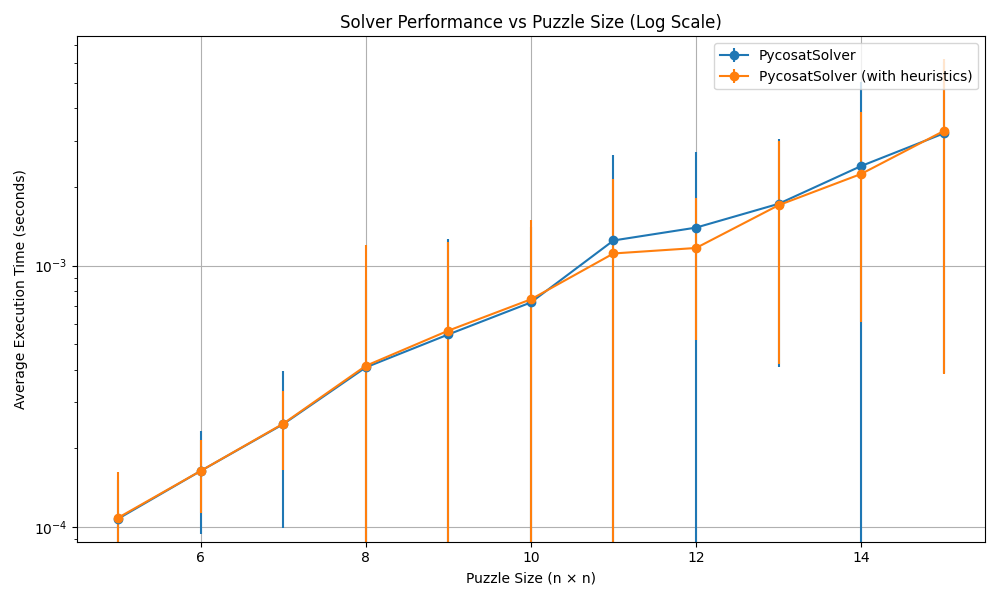 Solver Performance vs Puzzle Size (Log Scale)
PycosatSolver
PycosatSolver (with heuristics)
Average Execution Time (seconds)
10⁻³
10⁻⁴
6 8 10 12 14
Puzzle Size (n × n)